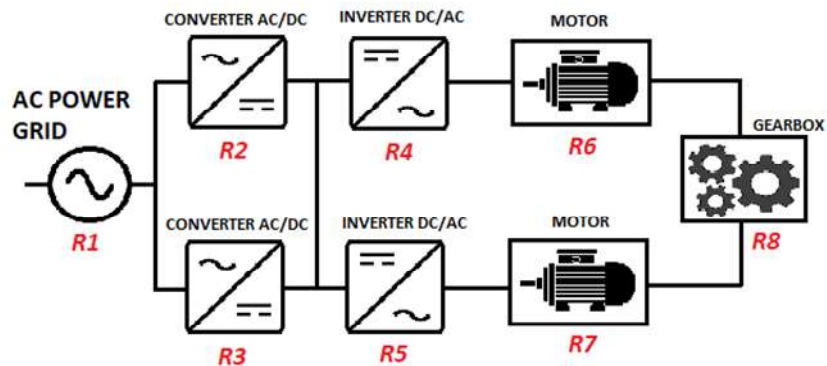 CONVERTER AC/DC
INVERTER DC/AC
MOTOR
AC POWER
GRID
R2
R4
R6
GEARBOX
R1
CONVERTER AC/DC
INVERTER DC/AC
MOTOR
R8
R3
R5
R7